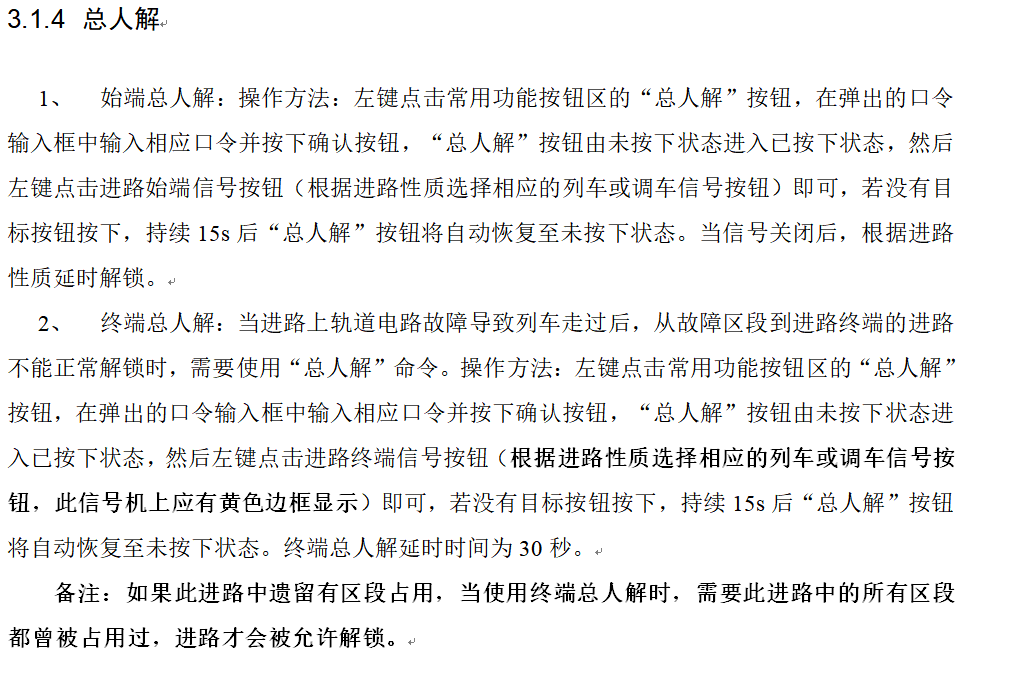 3.1.4 总人解
1、 始端总人解：操作方法：左键点击常用功能按钮区的“总人解”按钮，在弹出的口令
输入框中输入相应口令并按下确认按钮，“总人解”按钮由未按下状态进入已按下状态，然后
左键点击进路始端信号按钮（根据进路性质选择相应的列车或调车信号按钮）即可，若没有目
标按钮按下，持续 15s 后“总人解”按钮将自动恢复至未按下状态。当信号关闭后，根据进路
性质延时解锁。
2、 终端总人解：当进路上轨道电路故障导致列车走过后，从故障区段到进路终端的进路
不能正常解锁时，需要使用“总人解”命令。操作方法：左键点击常用功能按钮区的“总人解”
按钮，在弹出的口令输入框中输入相应口令并按下确认按钮，“总人解”按钮由未按下状态进
入已按下状态，然后左键点击进路终端信号按钮（根据进路性质选择相应的列车或调车信号按
钮，此信号机上应有黄色边框显示）即可，若没有目标按钮按下，持续 15s 后“总人解”按钮
将自动恢复至未按下状态。终端总人解延时时间为 30 秒。
备注：如果此进路中遗留有区段占用，当使用终端总人解时，需要此进路中的所有区段
都曾被占用过，进路才会被允许解锁。